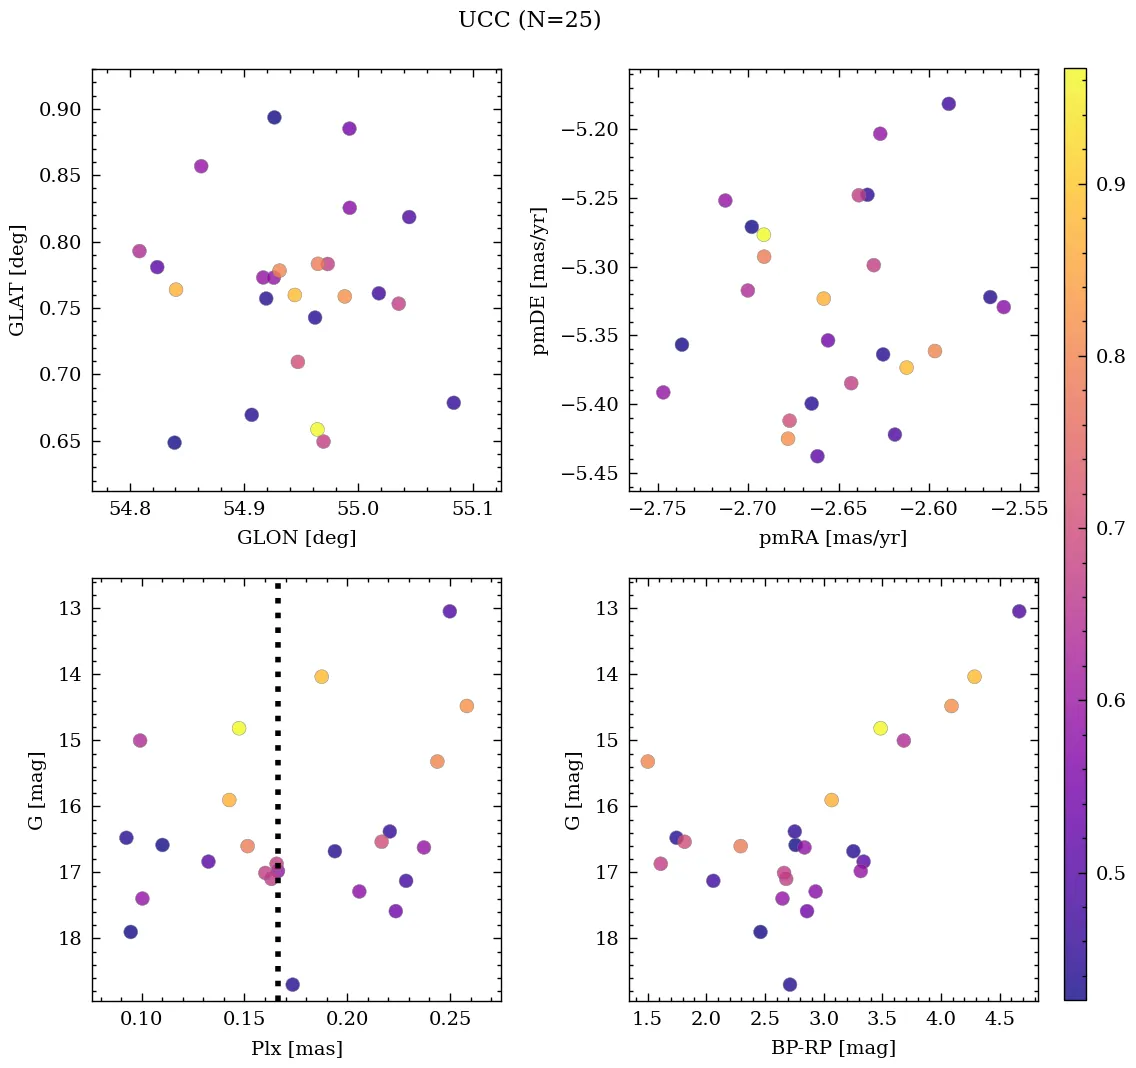 UCC (N=25)
0.90
0.85
0.80
0.75
0.70
0.65
GLAT [deg]
54.8 54.9 55.0 55.1
GLON [deg]
−5.20
−5.25
−5.30
−5.35
−5.40
−5.45
pmDE [mas/yr]
−2.75 −2.70 −2.65 −2.60 −2.55
pmRA [mas/yr]
13
14
15
16
17
18
G [mag]
0.10 0.15 0.20 0.25
Plx [mas]
13
14
15
16
17
18
G [mag]
1.5 2.0 2.5 3.0 3.5 4.0 4.5
BP-RP [mag]
0.9
0.8
0.7
0.6
0.5